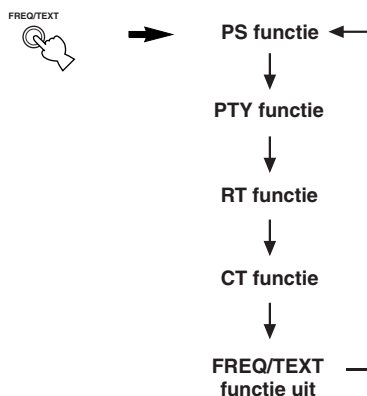 FREQ/TEXT
PS functie
PTY functie
RT functie
CT functie
FREQ/TEXT
functie uit